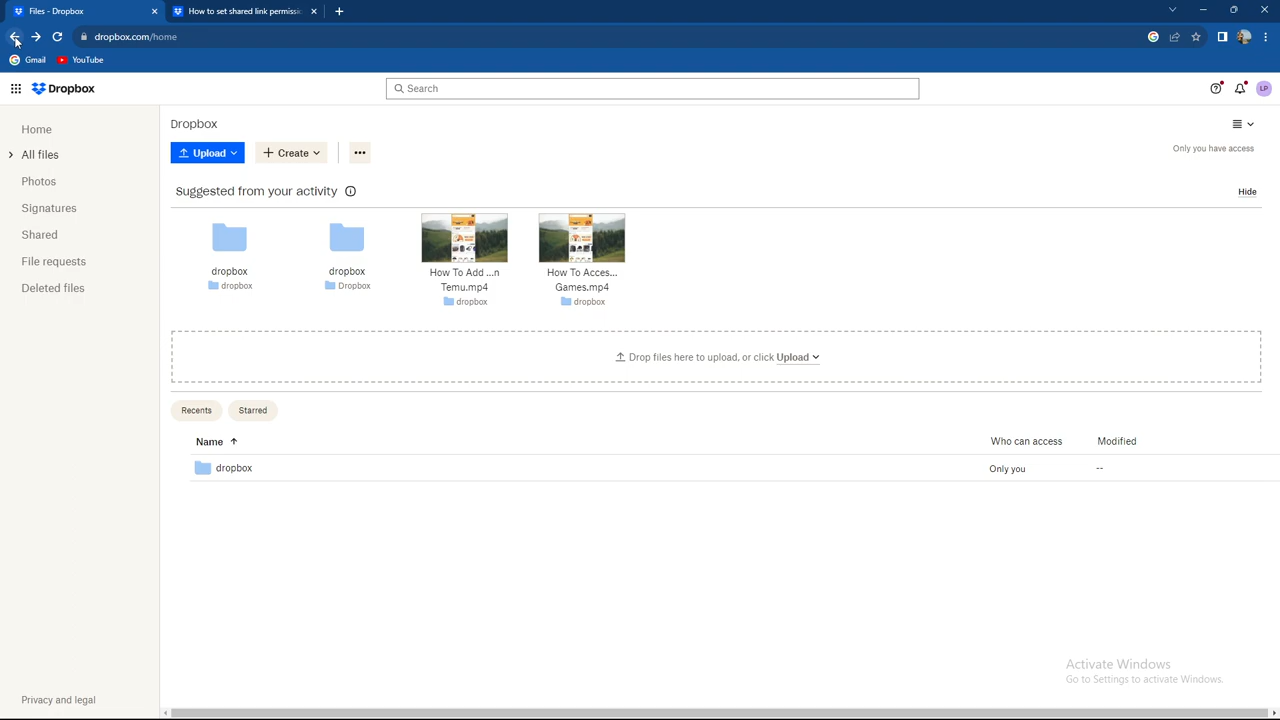 Files - Dropbox
How to set shared link permissi
dropbox.com/home
Gmail
YouTube
Dropbox
Search
LP
Home
All files
Photos
Signatures
Shared
File requests
Deleted files
Privacy and legal
Dropbox
Only you have access
Upload
Create
Suggested from your activity
Hide
dropbox
dropbox
dropbox
Dropbox
How To Add ...n
Temu.mp4
dropbox
How To Acces...
Games.mp4
dropbox
Drop files here to upload, or click Upload
Recents
Starred
Name
Who can access
Modified
dropbox
Only you
--
Activate Windows
Go to Settings to activate Windows.